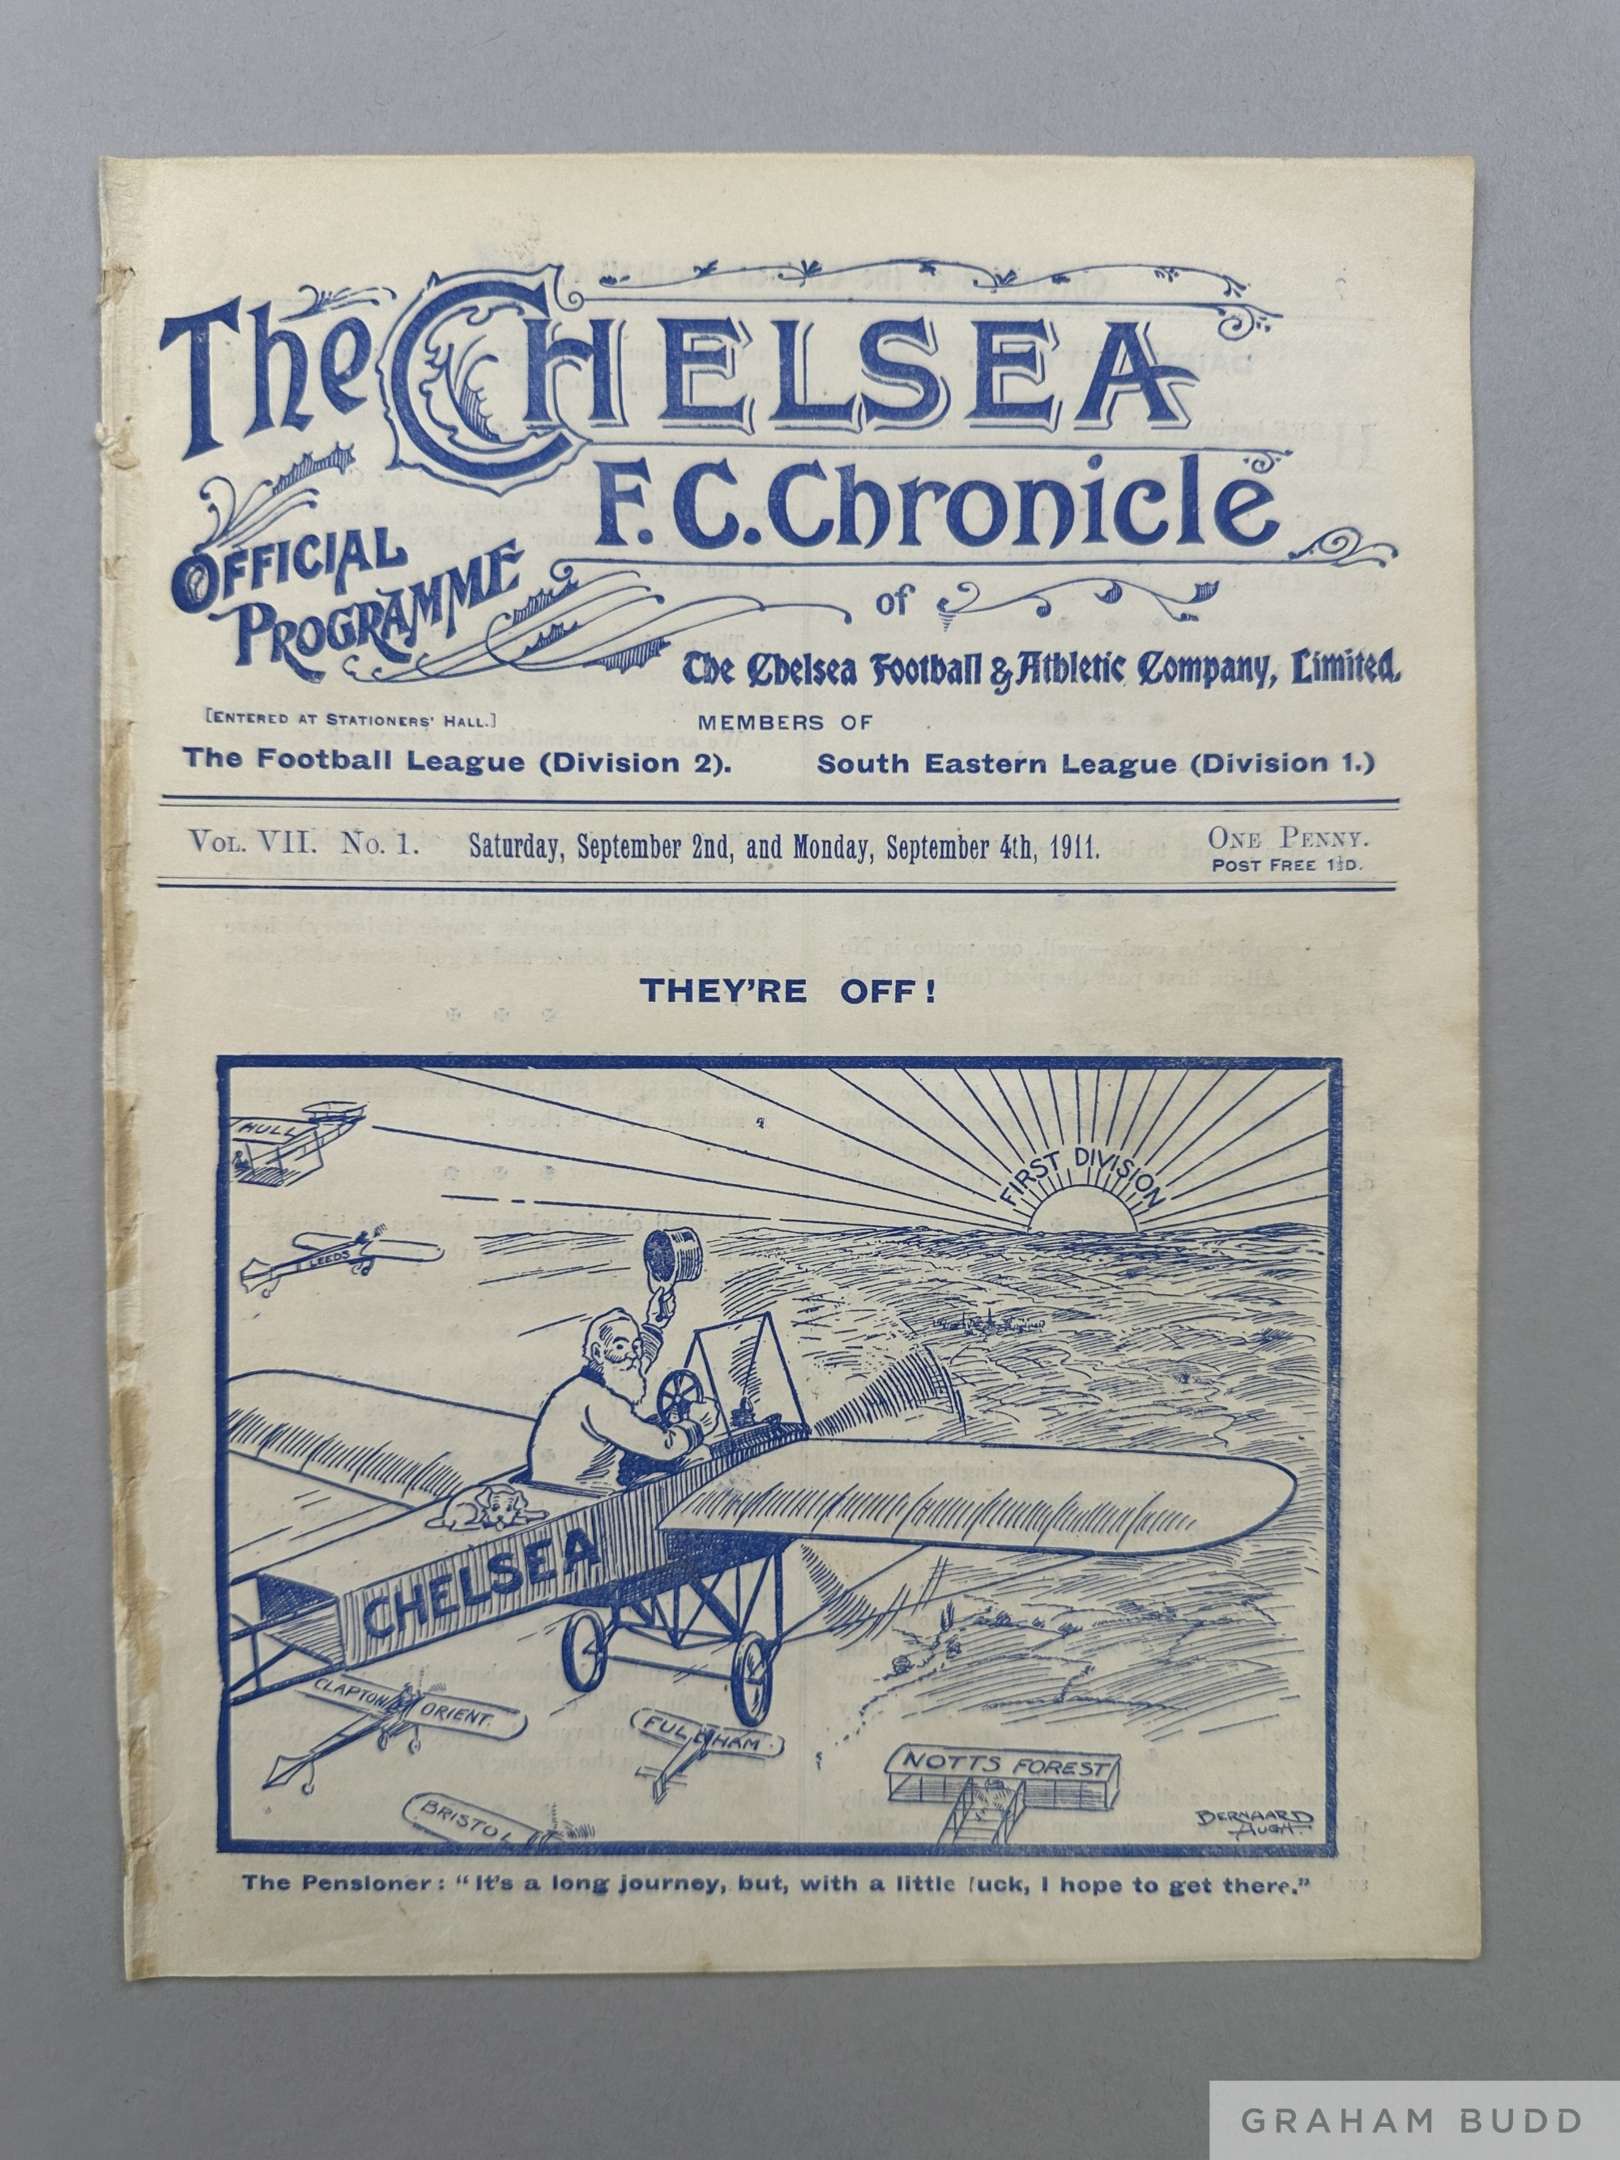 The CHELSEA
F.C. Chronicle
OFFICIAL
PROGRAMME
of
The Chelsea Football & Athletic Company, Limited.
[ENTERED AT STATIONERS' HALL.]
MEMBERS OF
The Football League (Division 2). South Eastern League (Division 1.)
VOL. VII. No. 1. Saturday, September 2nd, and Monday, September 4th, 1911. ONE PENNY.
POST FREE 1½D.
THEY'RE OFF!
HULL
FIRST DIVISION
LEEDS
CHELSEA
CLAPTON ORIENT.
FULHAM.
NOTTS FOREST
BRISTOL
BERNAARD
The Pensioner: "It's a long journey, but, with a little luck, I hope to get there."
GRAHAM BUDD